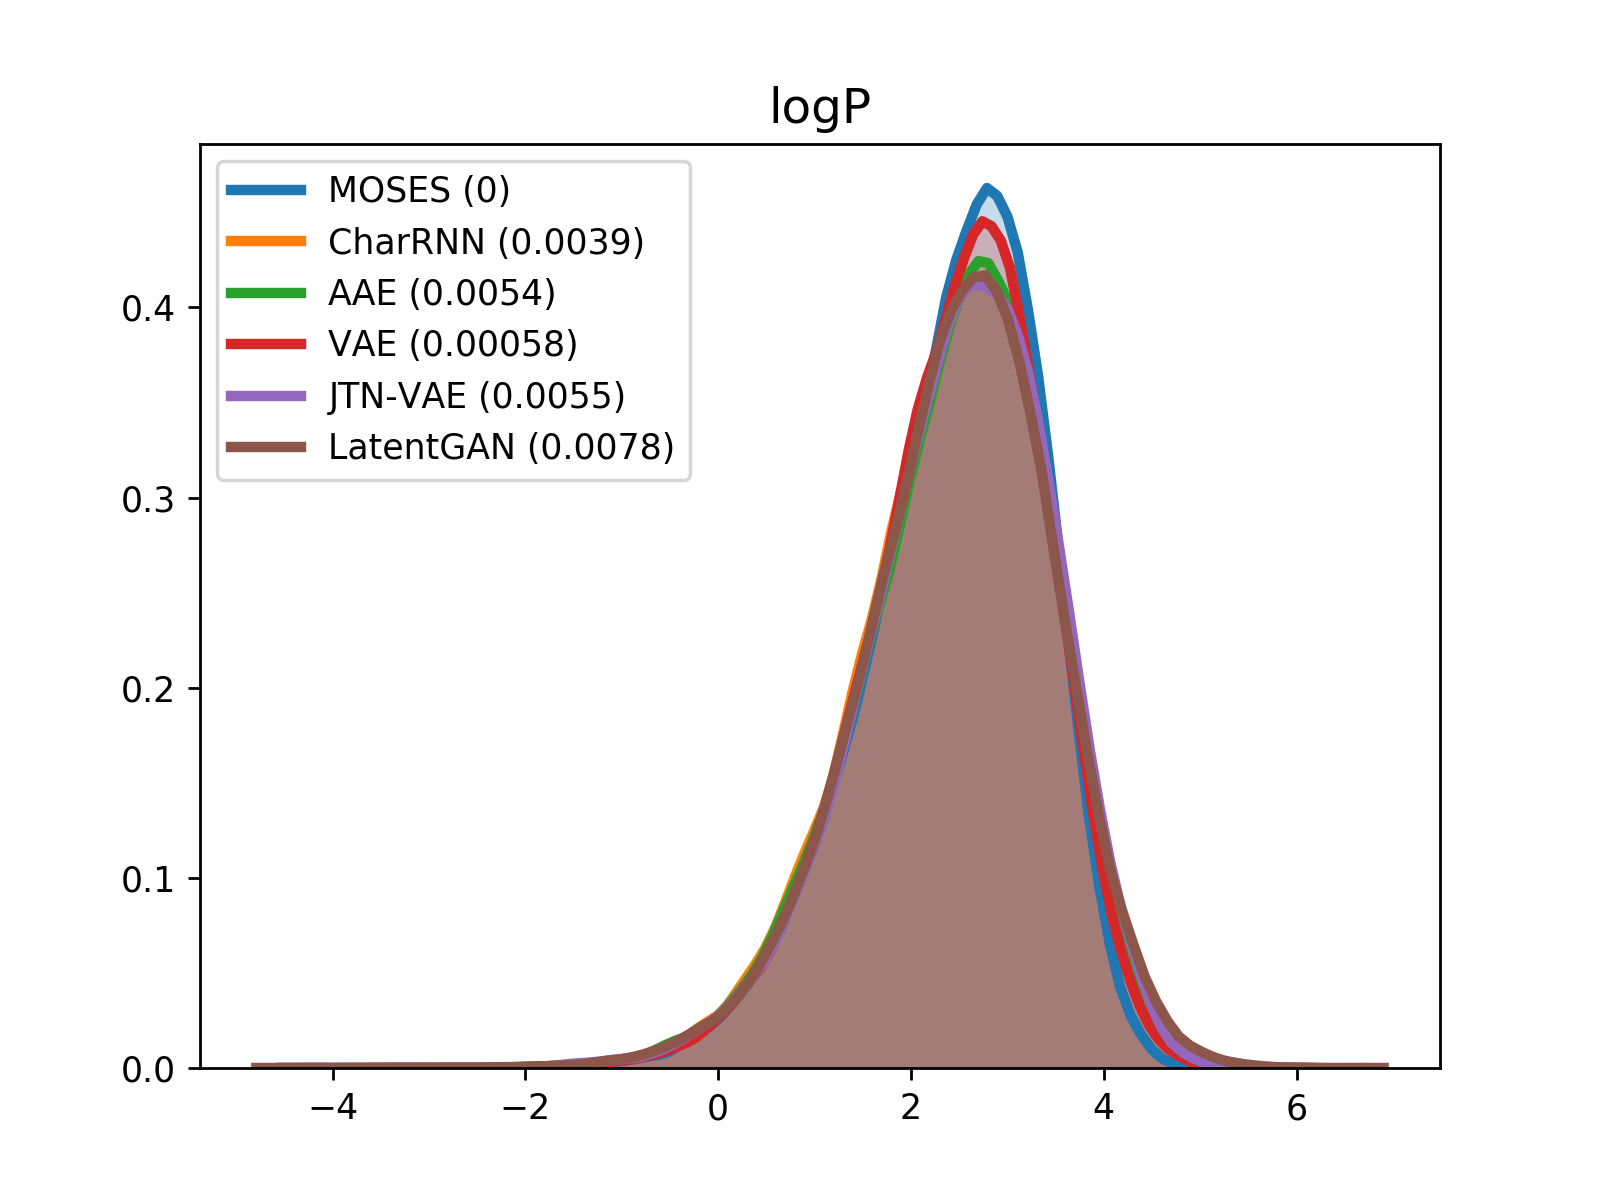 logP
MOSES (0)
CharRNN (0.0039)
AAE (0.0054)
VAE (0.00058)
JTN-VAE (0.0055)
LatentGAN (0.0078)
0.4
0.3
0.2
0.1
0.0
−4 −2 0 2 4 6